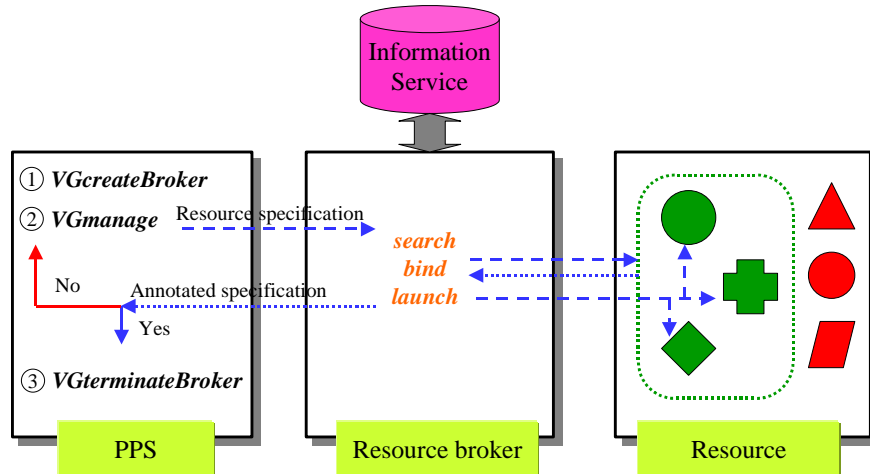 Information
Service
① VGcreateBroker
② VGmanage
Resource specification
search
bind
launch
No
Annotated specification
Yes
③ VGterminateBroker
PPS
Resource broker
Resource